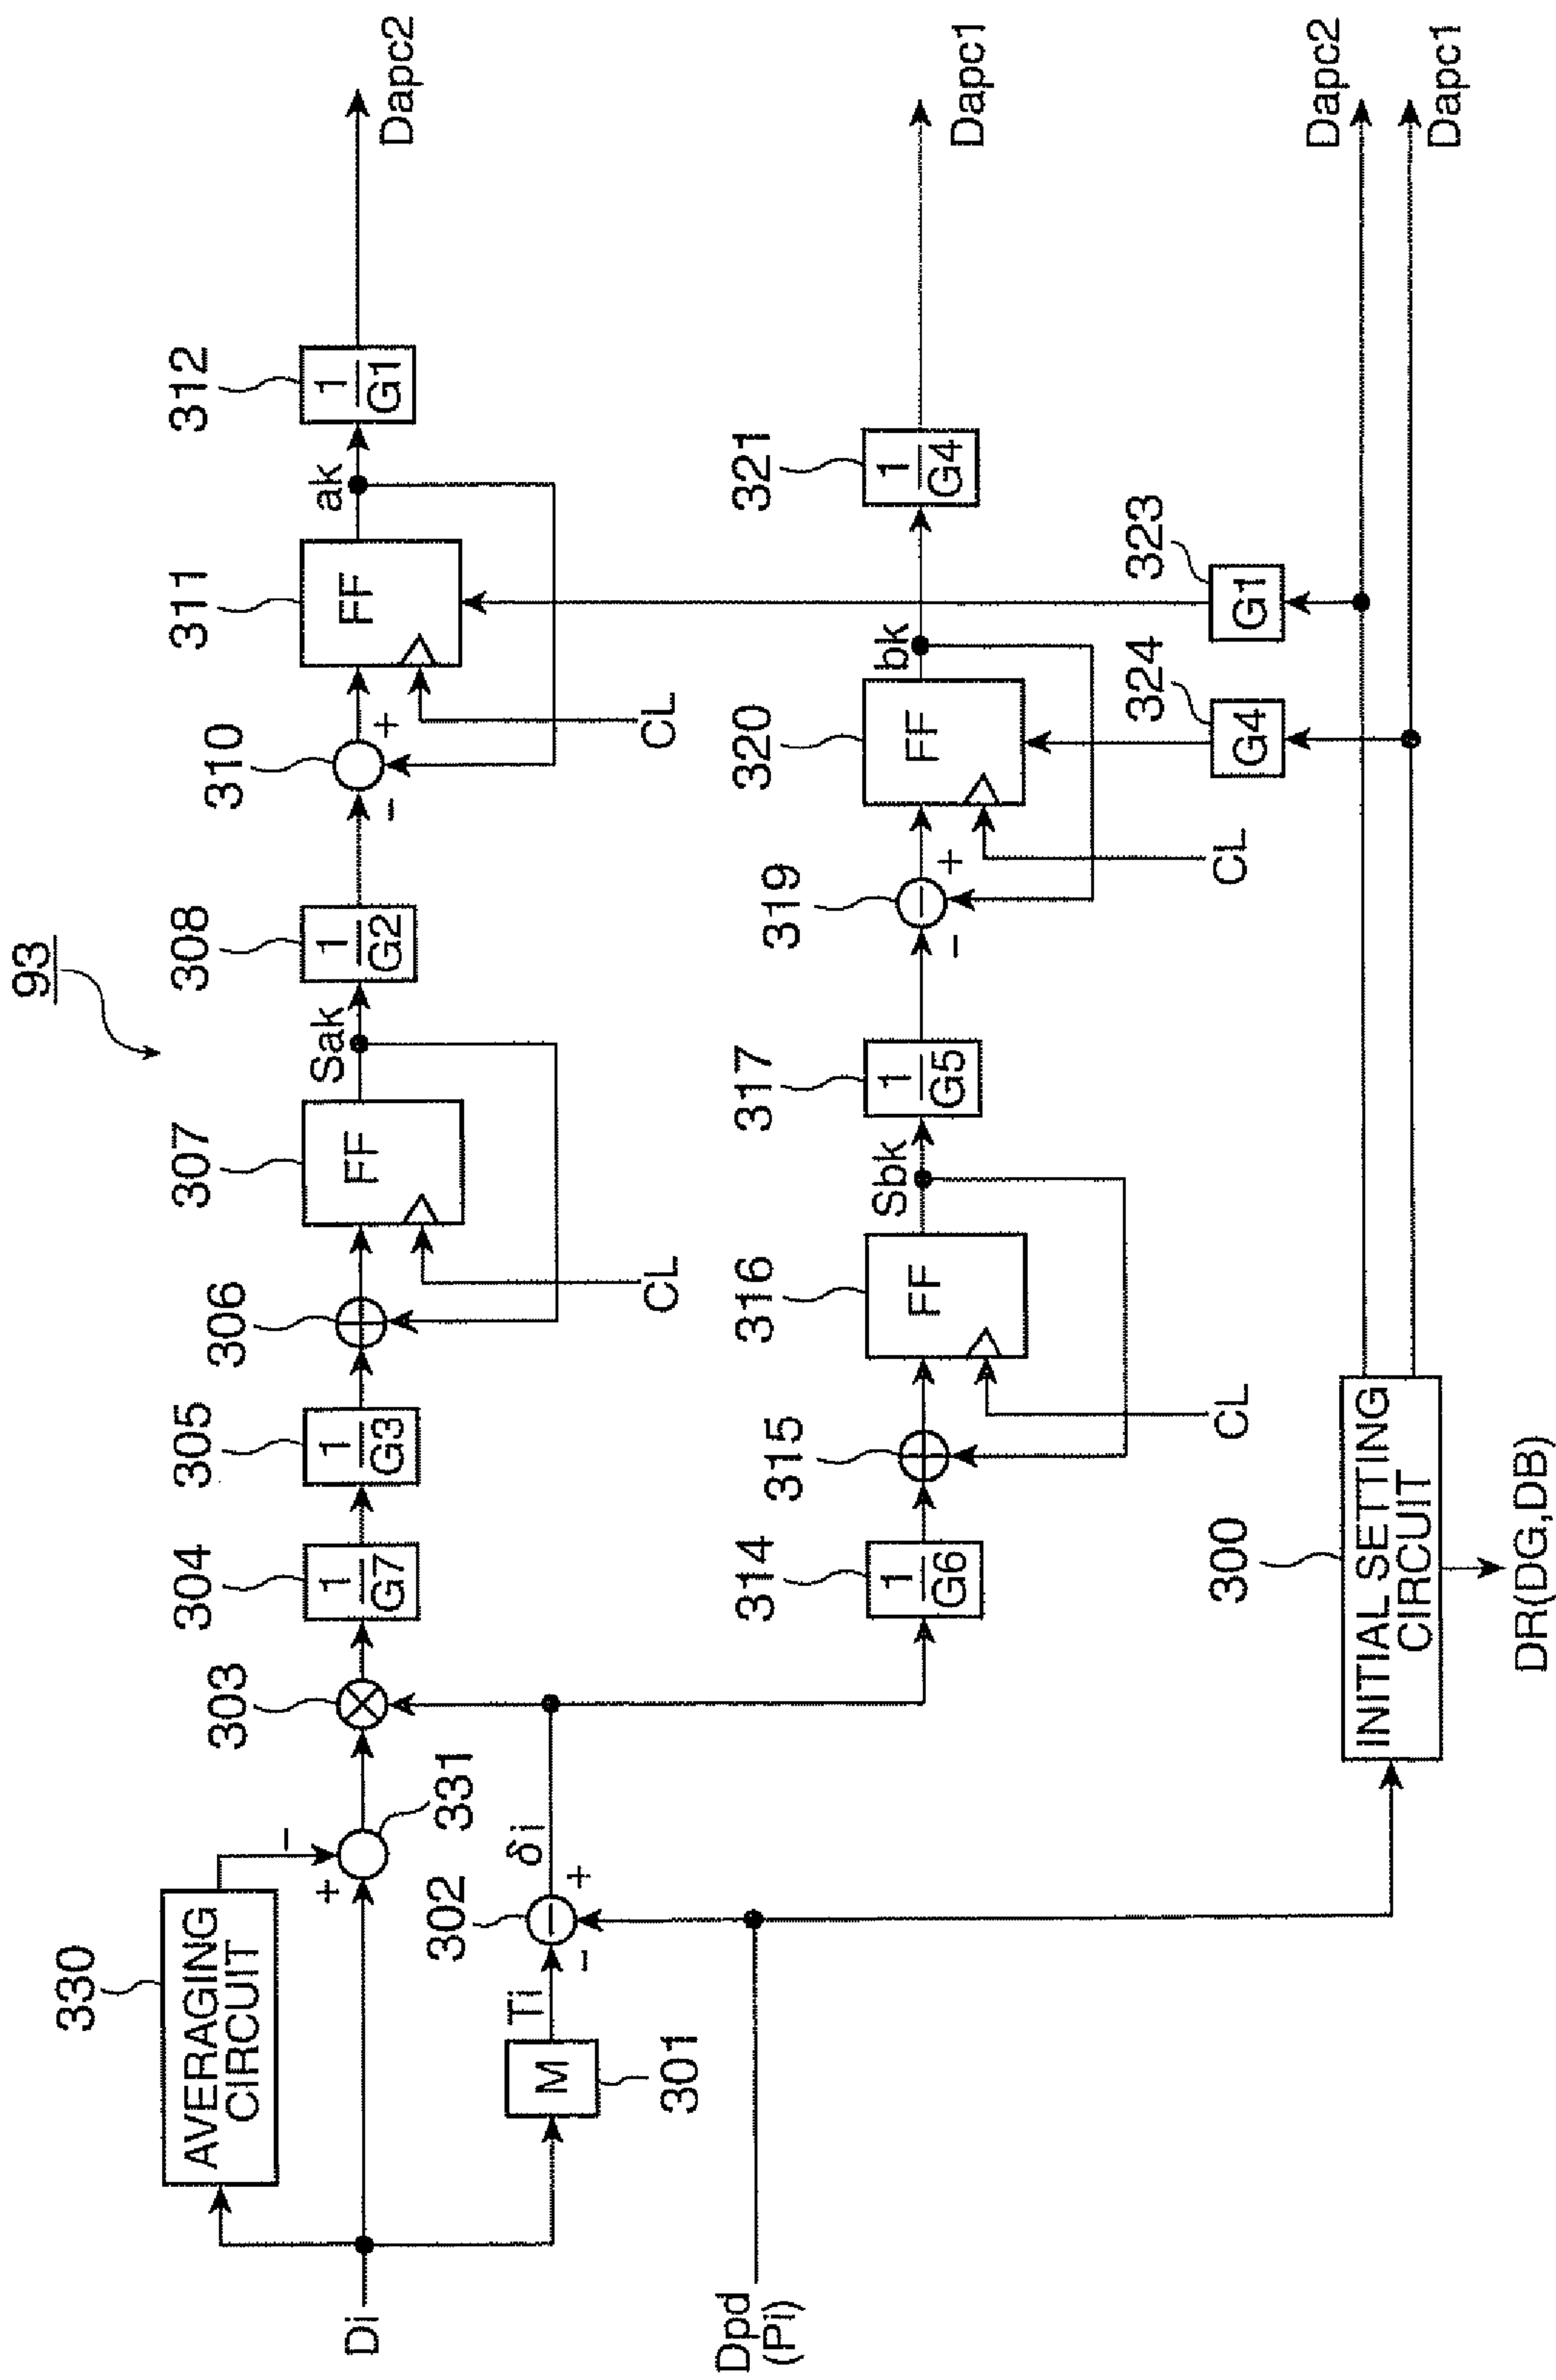 93
330
AVERAGING
CIRCUIT
331
+
−
303
304
1
G7
305
1
G3
306
307
FF
Sak
308
1
G2
310
−
+
311
FF
ak
312
1
G1
Dapc2
Di
CL
CL
M
301
Ti
302
−
+
δi
314
1
G6
315
316
FF
Sbk
317
1
G5
319
−
+
320
FF
bk
321
1
G4
Dapc1
CL
CL
Dpd
(Pi)
324
G4
323
G1
300
INITIAL SETTING
CIRCUIT
Dapc2
Dapc1
DR(DG,DB)